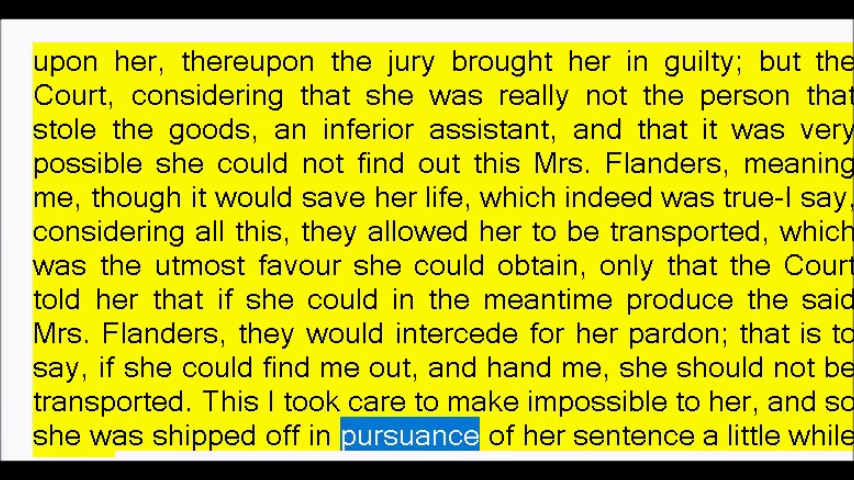 upon her, thereupon the jury brought her in guilty; but the
Court, considering that she was really not the person that
stole the goods, an inferior assistant, and that it was very
possible she could not find out this Mrs. Flanders, meaning
me, though it would save her life, which indeed was true-I say,
considering all this, they allowed her to be transported, which
was the utmost favour she could obtain, only that the Court
told her that if she could in the meantime produce the said
Mrs. Flanders, they would intercede for her pardon; that is to
say, if she could find me out, and hand me, she should not be
transported. This I took care to make impossible to her, and so
she was shipped off in pursuance of her sentence a little while